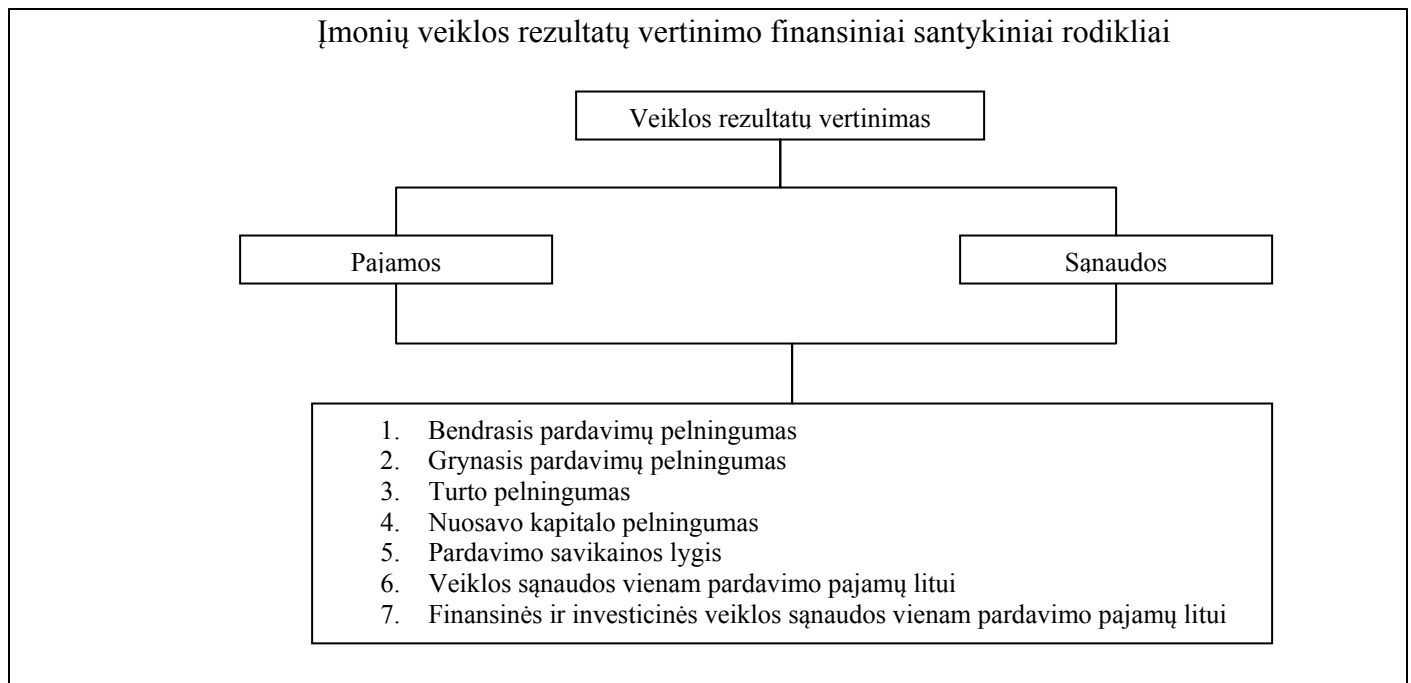 Įmonių veiklos rezultatų vertinimo finansiniai santykiniai rodikliai
Veiklos rezultatų vertinimas
Pajamos
Sąnaudos
1. Bendrasis pardavimų pelningumas
2. Grynasis pardavimų pelningumas
3. Turto pelningumas
4. Nuosavo kapitalo pelningumas
5. Pardavimo savikainos lygis
6. Veiklos sąnaudos vienam pardavimo pajamų litui
7. Finansinės ir investicinės veiklos sąnaudos vienam pardavimo pajamų litui